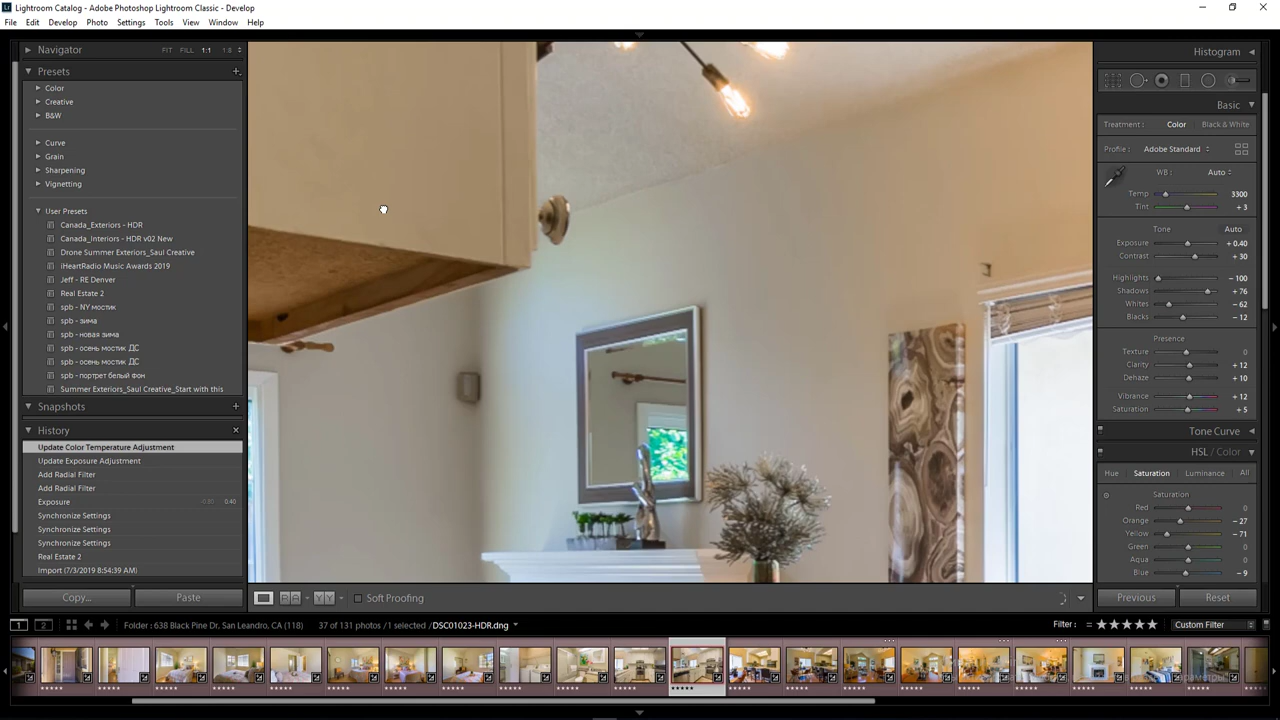 Lightroom Catalog - Adobe Photoshop Lightroom Classic - Develop
File Edit Develop Photo Settings Tools View Window Help
Navigator FIT FILL 1:1 1:8
Histogram
Presets +
Color
Creative
B&W
Curve
Grain
Sharpening
Vignetting
User Presets
Canada_Exteriors - HDR
Canada_Interiors - HDR v02 New
Drone Summer Exteriors_Saul Creative
iHeartRadio Music Awards 2019
Jeff - RE Denver
Real Estate 2
spb - NY мостик
spb - зима
spb - новая зима
spb - осень мостик ДС
spb - осень мостик ДС
spb - портрет белый фон
Summer Exteriors_Saul Creative_Start with this
Snapshots +
History ×
Update Color Temperature Adjustment
Update Exposure Adjustment
Add Radial Filter
Add Radial Filter
Exposure -0.80 0.40
Synchronize Settings
Synchronize Settings
Synchronize Settings
Real Estate 2
Import (7/3/2019 8:54:39 AM)
Copy... Paste
Basic
Treatment : Color Black & White
Profile : Adobe Standard
WB : Auto
Temp 3300
Tint + 3
Tone Auto
Exposure + 0.40
Contrast + 30
Highlights − 100
Shadows + 76
Whites − 62
Blacks − 12
Presence
Texture 0
Clarity + 12
Dehaze + 10
Vibrance + 12
Saturation + 5
Tone Curve
HSL / Color
Hue Saturation Luminance All
Saturation
Red 0
Orange − 27
Yellow − 71
Green 0
Aqua 0
Blue − 9
Previous Reset
Soft Proofing
1 2 Folder : 638 Black Pine Dr, San Leandro, CA (118) 37 of 131 photos /1 selected /DSC01023-HDR.dng
Filter : = ★★★★★ Custom Filter